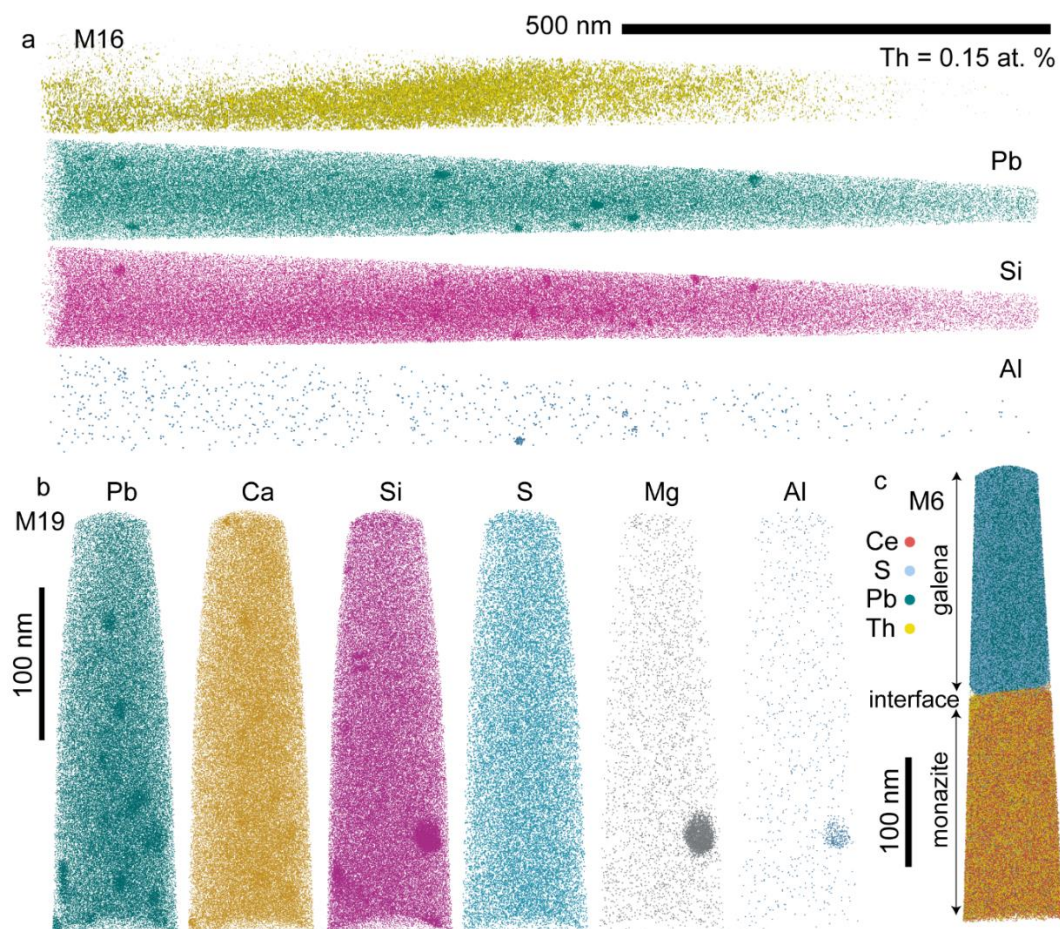 500 nm
a M16
Th = 0.15 at. %
Pb
Si
Al
b Pb Ca Si S Mg Al c
M19
M6
Ce
S
Pb
Th
galena
100 nm
interface
monazite
100 nm